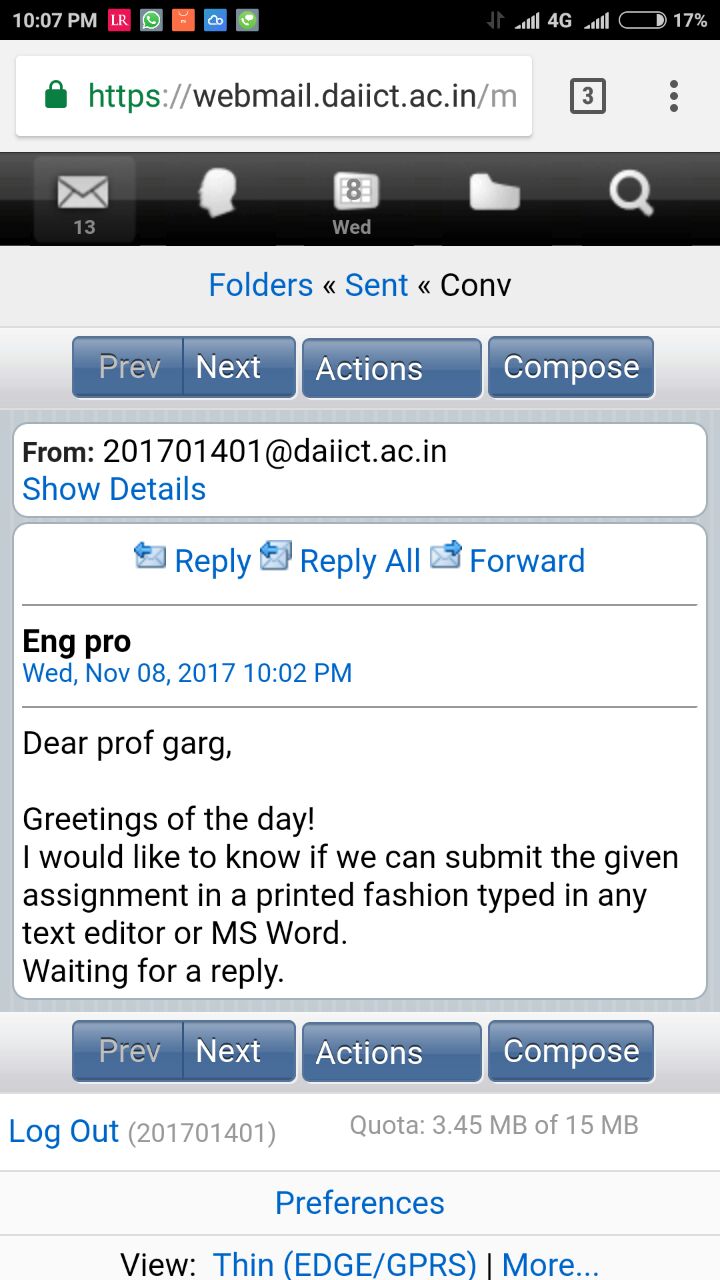 10:07 PM LR 4G 17%
https://webmail.daiict.ac.in/m 3
13 8 Wed
Folders « Sent « Conv
Prev Next Actions Compose
From: 201701401@daiict.ac.in
Show Details
Reply Reply All Forward
Eng pro
Wed, Nov 08, 2017 10:02 PM
Dear prof garg,
Greetings of the day!
I would like to know if we can submit the given
assignment in a printed fashion typed in any
text editor or MS Word.
Waiting for a reply.
Prev Next Actions Compose
Log Out (201701401) Quota: 3.45 MB of 15 MB
Preferences
View: Thin (EDGE/GPRS) | More...